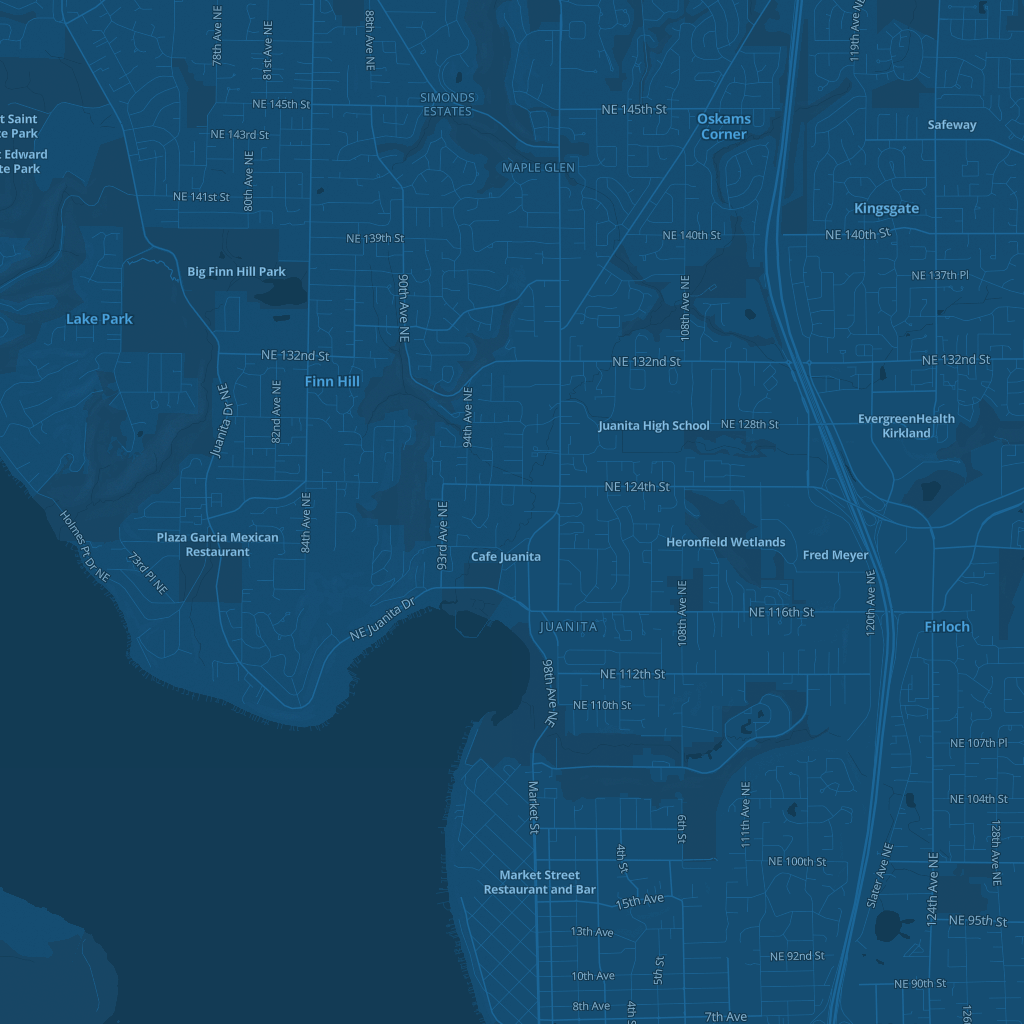 78th Ave NE
81st Ave NE
88th Ave NE
119th Ave NE
SIMONDS
ESTATES
NE 145th St
NE 145th St
Oskams
Corner
Safeway
t Saint
te Park
NE 143rd St
t Edward
te Park
80th Ave NE
MAPLE GLEN
NE 141st St
Kingsgate
NE 139th St
NE 140th St
NE 140th St
Big Finn Hill Park
NE 137th Pl
90th Ave NE
108th Ave NE
Lake Park
NE 132nd St
NE 132nd St
NE 132nd St
Finn Hill
Juanita Dr NE
82nd Ave NE
94th Ave NE
Juanita High School
NE 128th St
EvergreenHealth
Kirkland
NE 124th St
84th Ave NE
93rd Ave NE
Holmes Pt Dr NE
73rd Pl NE
Plaza Garcia Mexican
Restaurant
Cafe Juanita
Heronfield Wetlands
Fred Meyer
NE Juanita Dr
108th Ave NE
120th Ave NE
NE 116th St
JUANITA
Firloch
NE 112th St
98th Ave NE
NE 110th St
NE 107th Pl
Market St
6th St
111th Ave NE
NE 104th St
128th Ave NE
4th St
NE 100th St
Slater Ave NE
124th Ave NE
Market Street
Restaurant and Bar
15th Ave
NE 95th St
13th Ave
NE 92nd St
5th St
10th Ave
NE 90th St
8th Ave
4th S
7th Ave
126